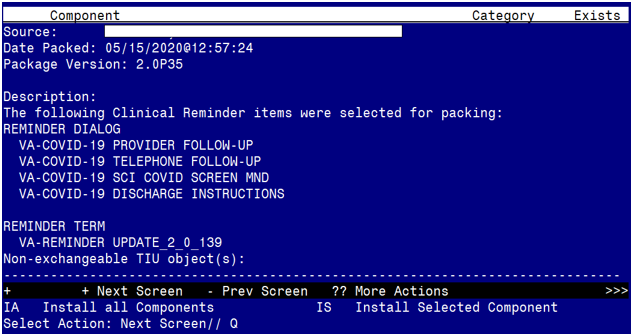 Component Category Exists
Source:
Date Packed: 05/15/2020@12:57:24
Package Version: 2.0P35
Description:
The following Clinical Reminder items were selected for packing:
REMINDER DIALOG
VA-COVID-19 PROVIDER FOLLOW-UP
VA-COVID-19 TELEPHONE FOLLOW-UP
VA-COVID-19 SCI COVID SCREEN MND
VA-COVID-19 DISCHARGE INSTRUCTIONS
REMINDER TERM
VA-REMINDER UPDATE_2_0_139
Non-exchangeable TIU object(s):
--------------------------------------------------------------------------------
+ + Next Screen - Prev Screen ?? More Actions >>>
IA Install all Components IS Install Selected Component
Select Action: Next Screen// Q